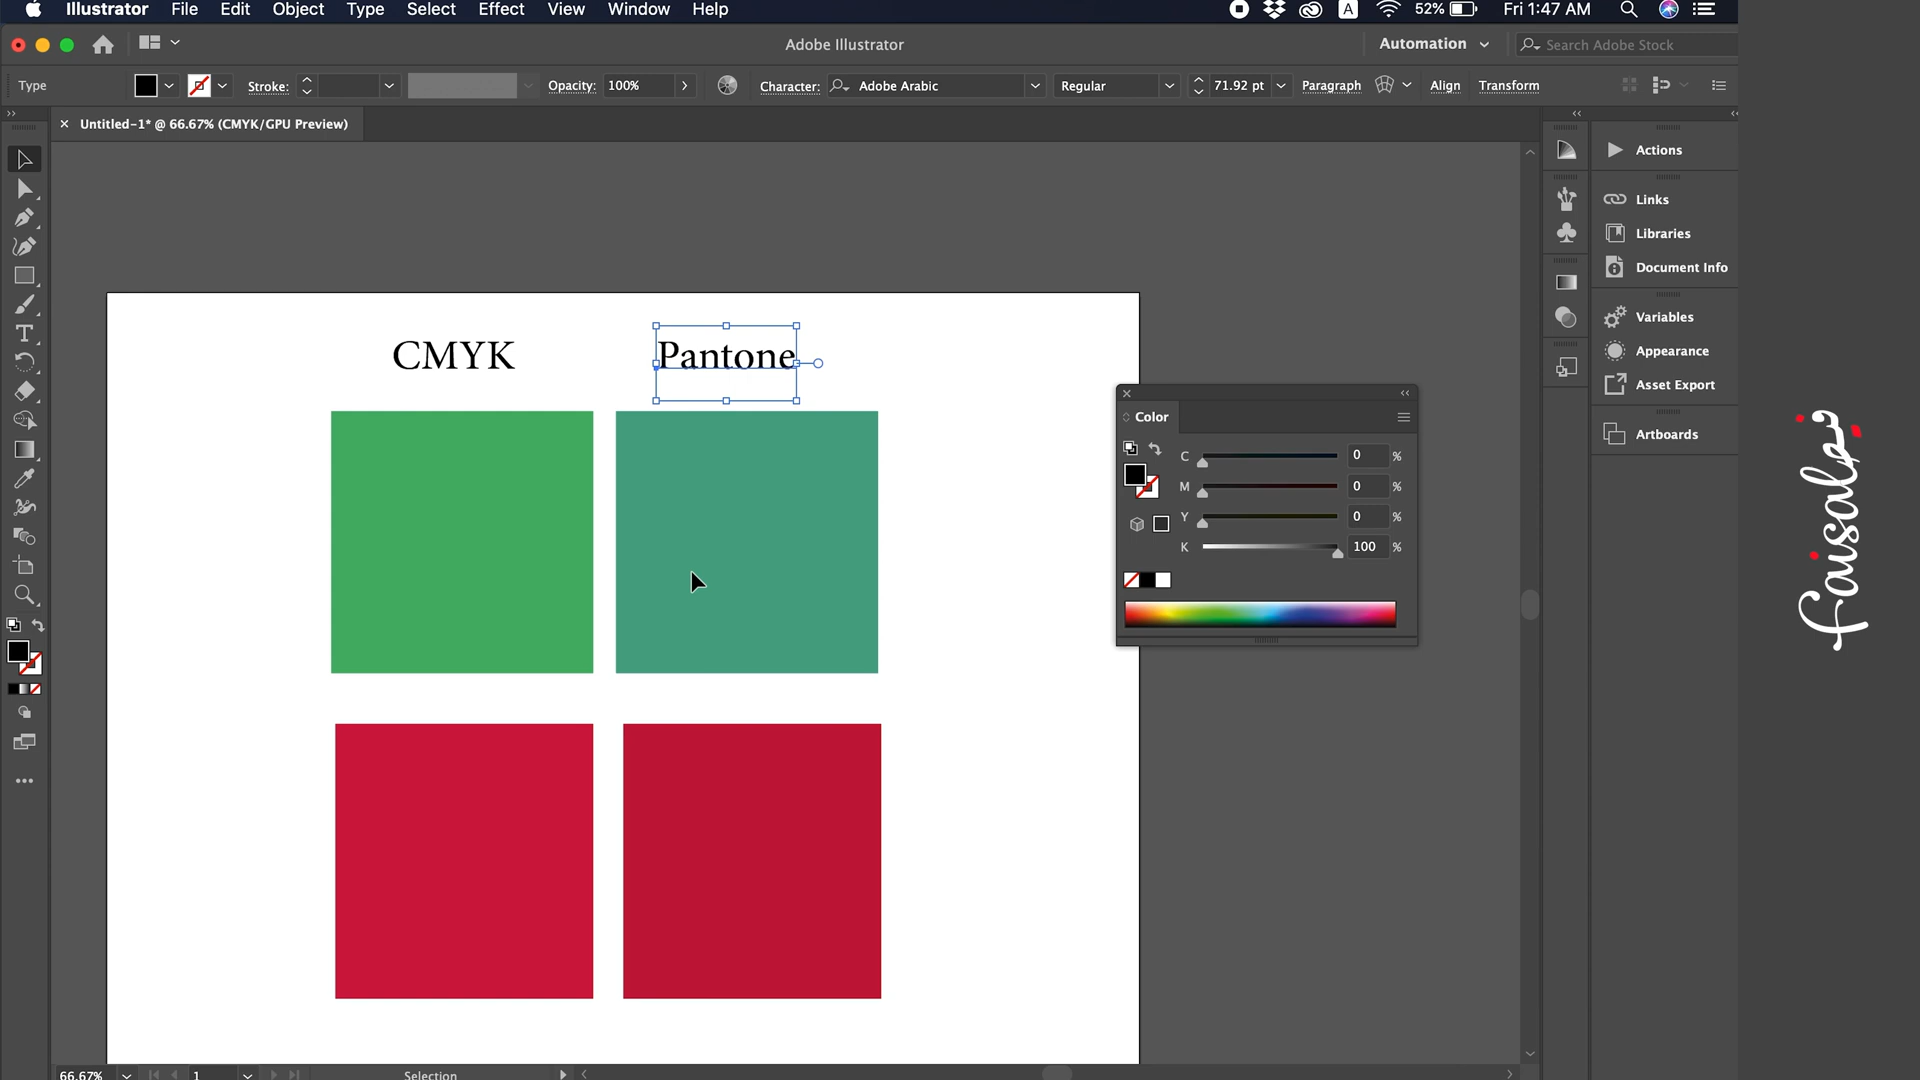 Illustrator File Edit Object Type Select Effect View Window Help A 52% Fri 1:47 AM
Adobe Illustrator Automation Search Adobe Stock
Type Stroke: Opacity: 100% Character: Adobe Arabic Regular 71.92 pt Paragraph Align Transform
Untitled-1* @ 66.67% (CMYK/GPU Preview)
Actions
Links
Libraries
Document Info
Variables
Appearance
Asset Export
Artboards
CMYK Pantone
Color
C 0 %
M 0 %
Y 0 %
K 100 %
faisalpi
66.67% 1 Selection